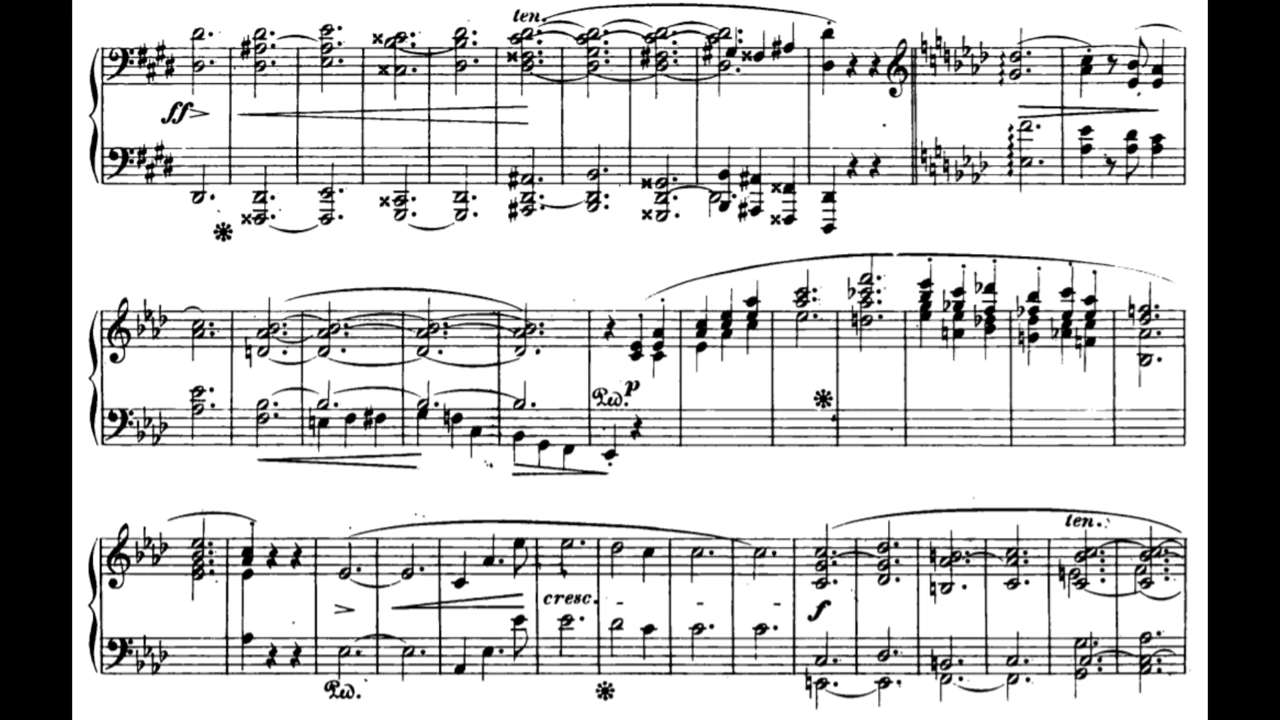 ten.
ff
p
Ped.
ten.
cresc.
f
Ped.